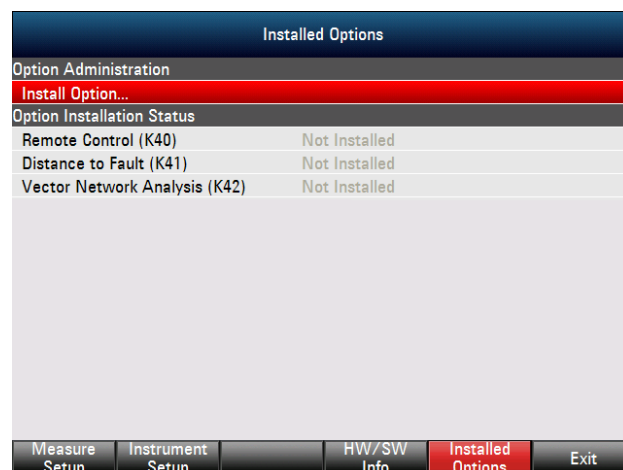 Installed Options
Option Administration
Install Option...
Option Installation Status
Remote Control (K40) Not Installed
Distance to Fault (K41) Not Installed
Vector Network Analysis (K42) Not Installed
Measure Setup Instrument Setup HW/SW Info Installed Options Exit